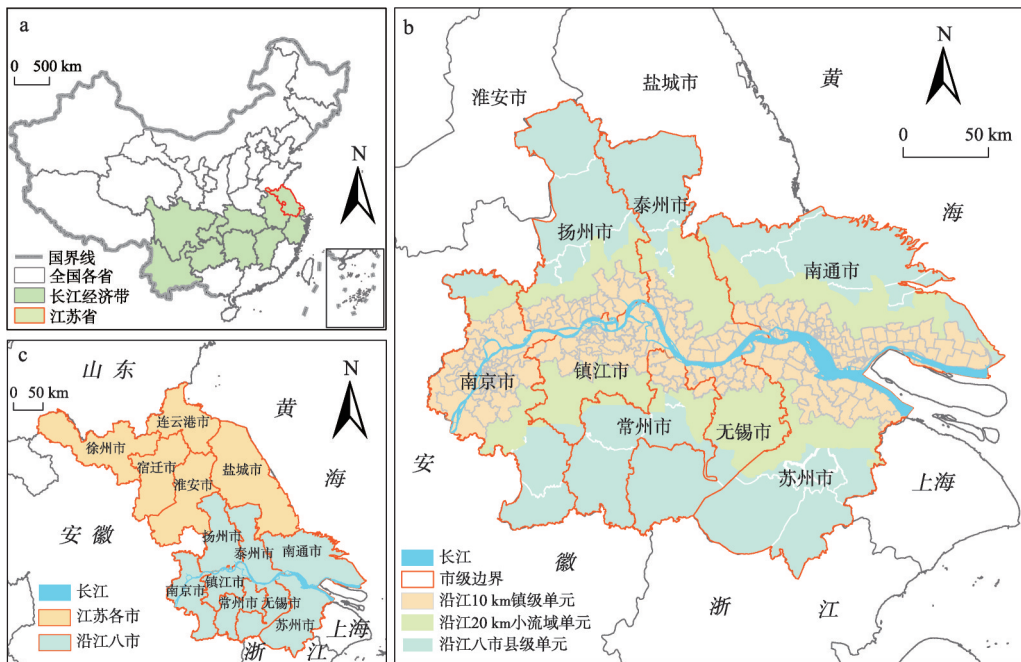 a
0 500 km
N
国界线
全国各省
长江经济带
江苏省
b
N
0 50 km
淮安市
盐城市
黄
海
泰州市
扬州市
南通市
南京市
镇江市
常州市
无锡市
苏州市
上海
安
徽
浙
江
长江
市级边界
沿江10 km镇级单元
沿江20 km小流域单元
沿江八市县级单元
c
N
0 50 km
山 东
黄
海
连云港市
徐州市
宿迁市
淮安市
盐城市
安 徽
扬州市
泰州市
南通市
南京市
镇江市
常州市
无锡市
苏州市
上海
浙 江
长江
江苏各市
沿江八市